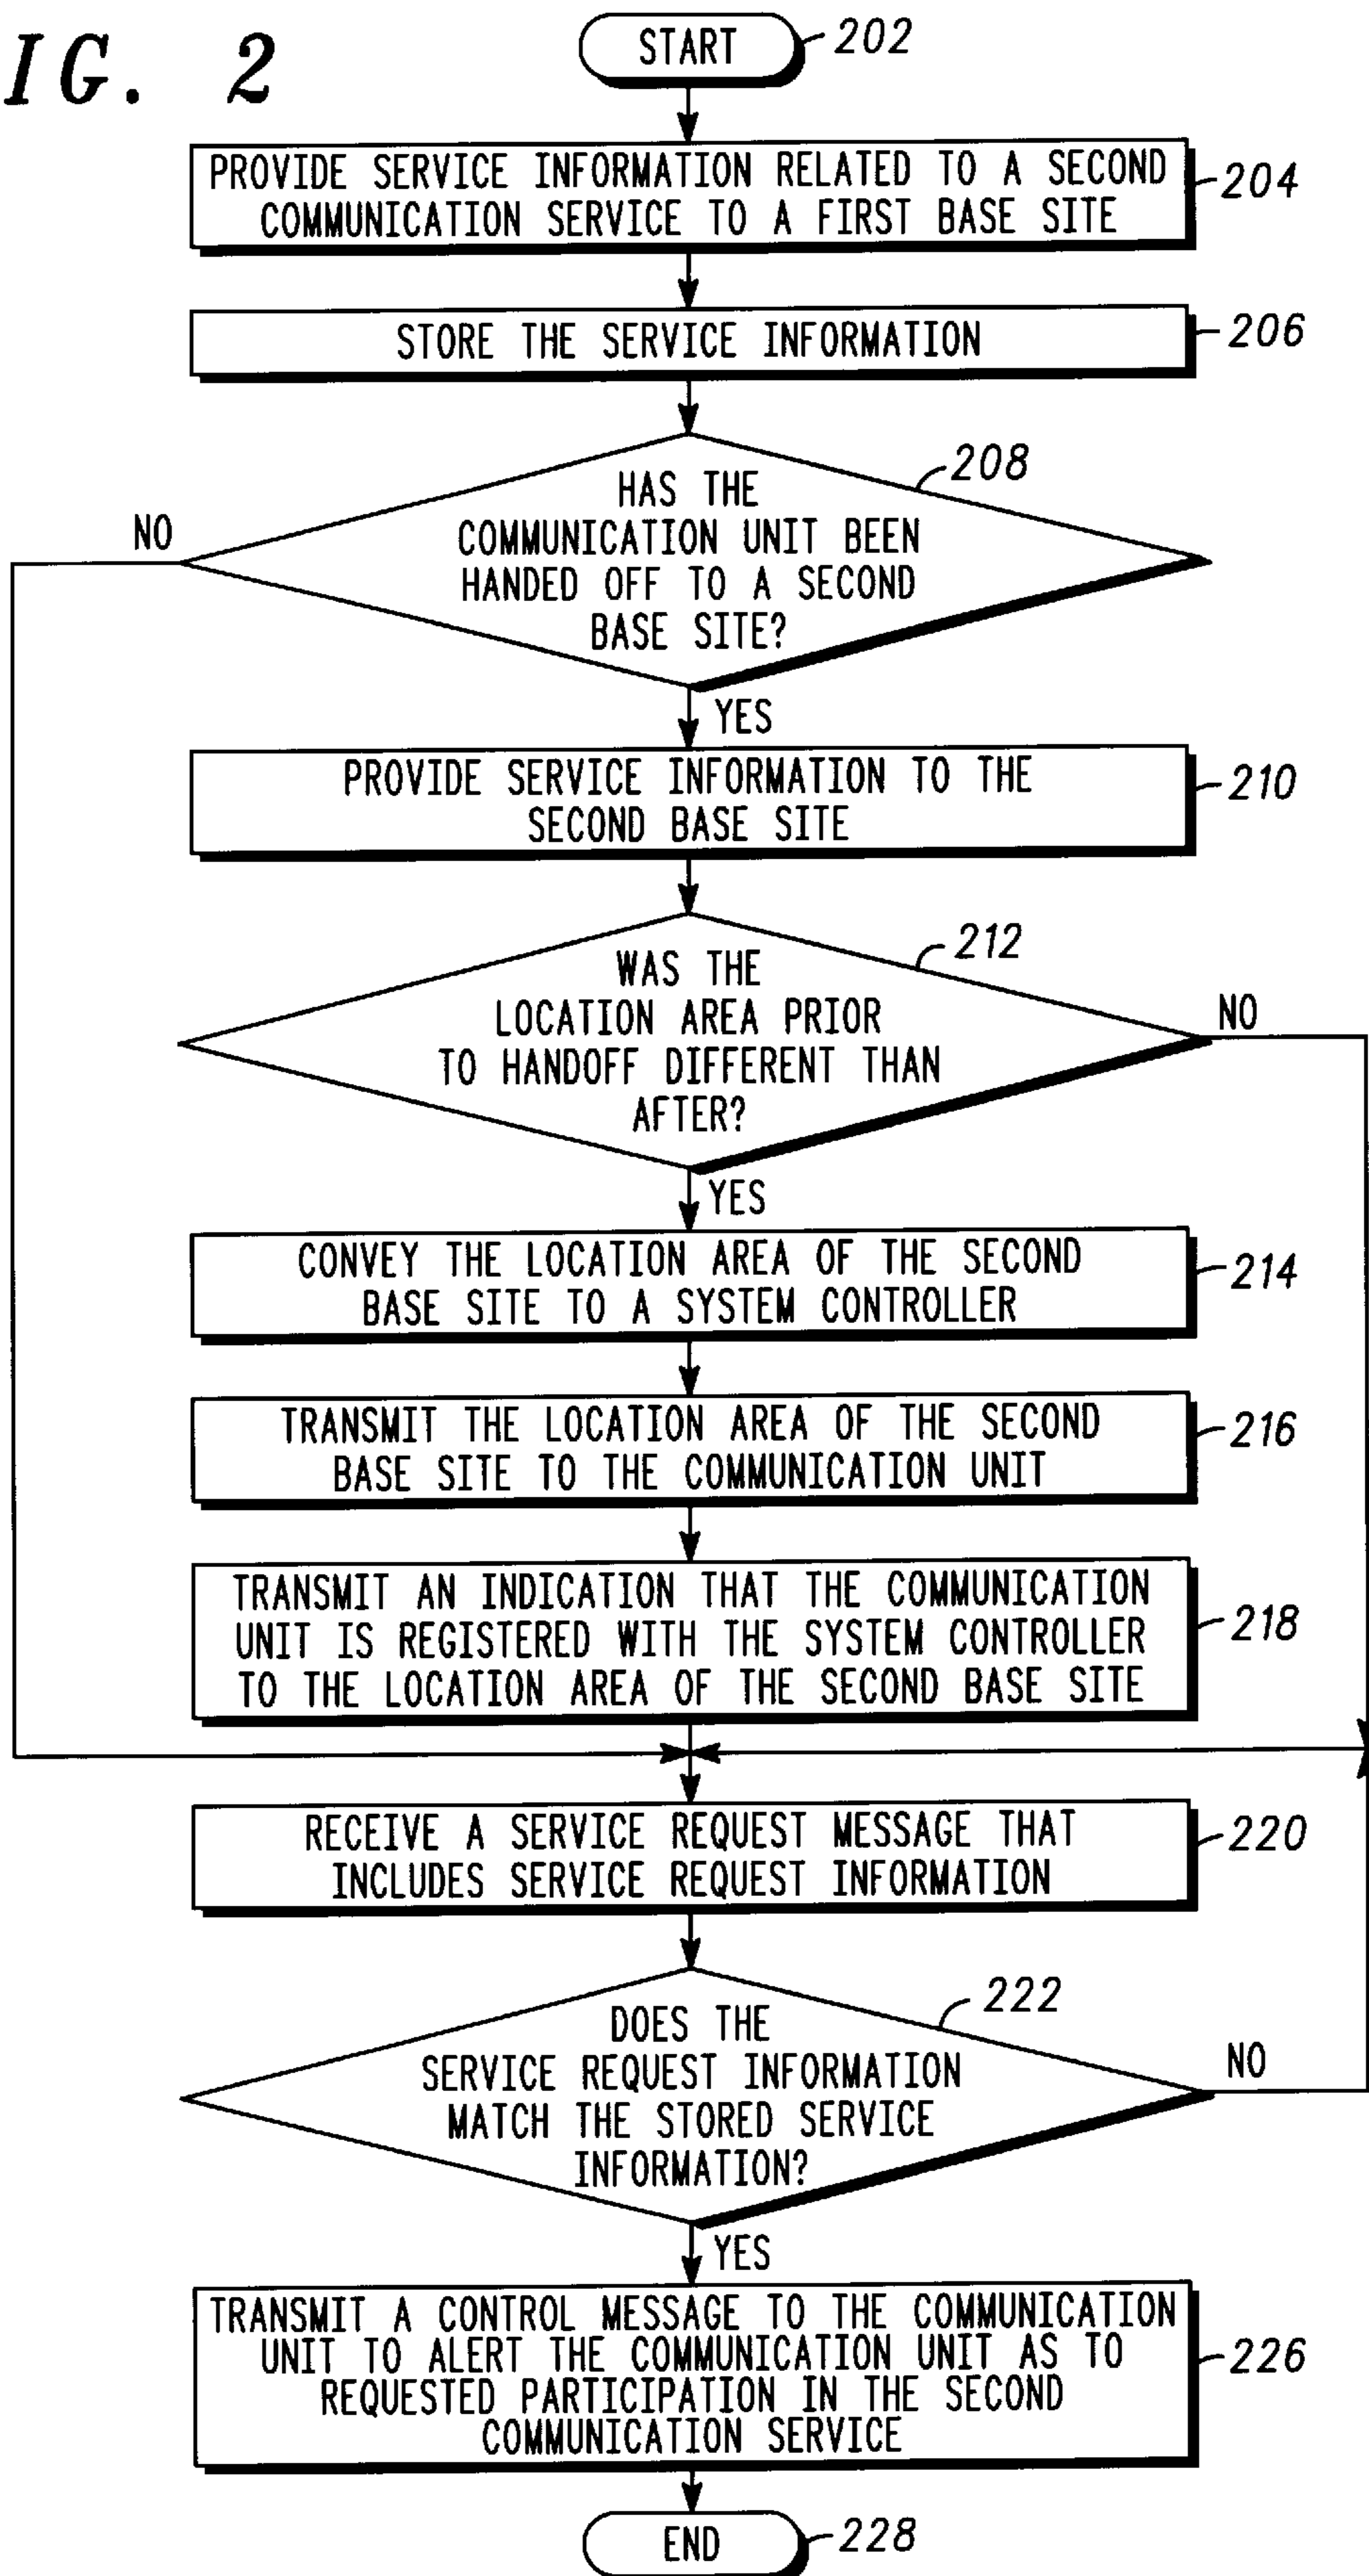 IG. 2
START
202
PROVIDE SERVICE INFORMATION RELATED TO A SECOND
COMMUNICATION SERVICE TO A FIRST BASE SITE
204
STORE THE SERVICE INFORMATION
206
208
HAS THE
COMMUNICATION UNIT BEEN
HANDED OFF TO A SECOND
BASE SITE?
NO
YES
PROVIDE SERVICE INFORMATION TO THE
SECOND BASE SITE
210
212
WAS THE
LOCATION AREA PRIOR
TO HANDOFF DIFFERENT THAN
AFTER?
NO
YES
CONVEY THE LOCATION AREA OF THE SECOND
BASE SITE TO A SYSTEM CONTROLLER
214
TRANSMIT THE LOCATION AREA OF THE SECOND
BASE SITE TO THE COMMUNICATION UNIT
216
TRANSMIT AN INDICATION THAT THE COMMUNICATION
UNIT IS REGISTERED WITH THE SYSTEM CONTROLLER
TO THE LOCATION AREA OF THE SECOND BASE SITE
218
RECEIVE A SERVICE REQUEST MESSAGE THAT
INCLUDES SERVICE REQUEST INFORMATION
220
222
DOES THE
SERVICE REQUEST INFORMATION
MATCH THE STORED SERVICE
INFORMATION?
NO
YES
TRANSMIT A CONTROL MESSAGE TO THE COMMUNICATION
UNIT TO ALERT THE COMMUNICATION UNIT AS TO
REQUESTED PARTICIPATION IN THE SECOND
COMMUNICATION SERVICE
226
END
228